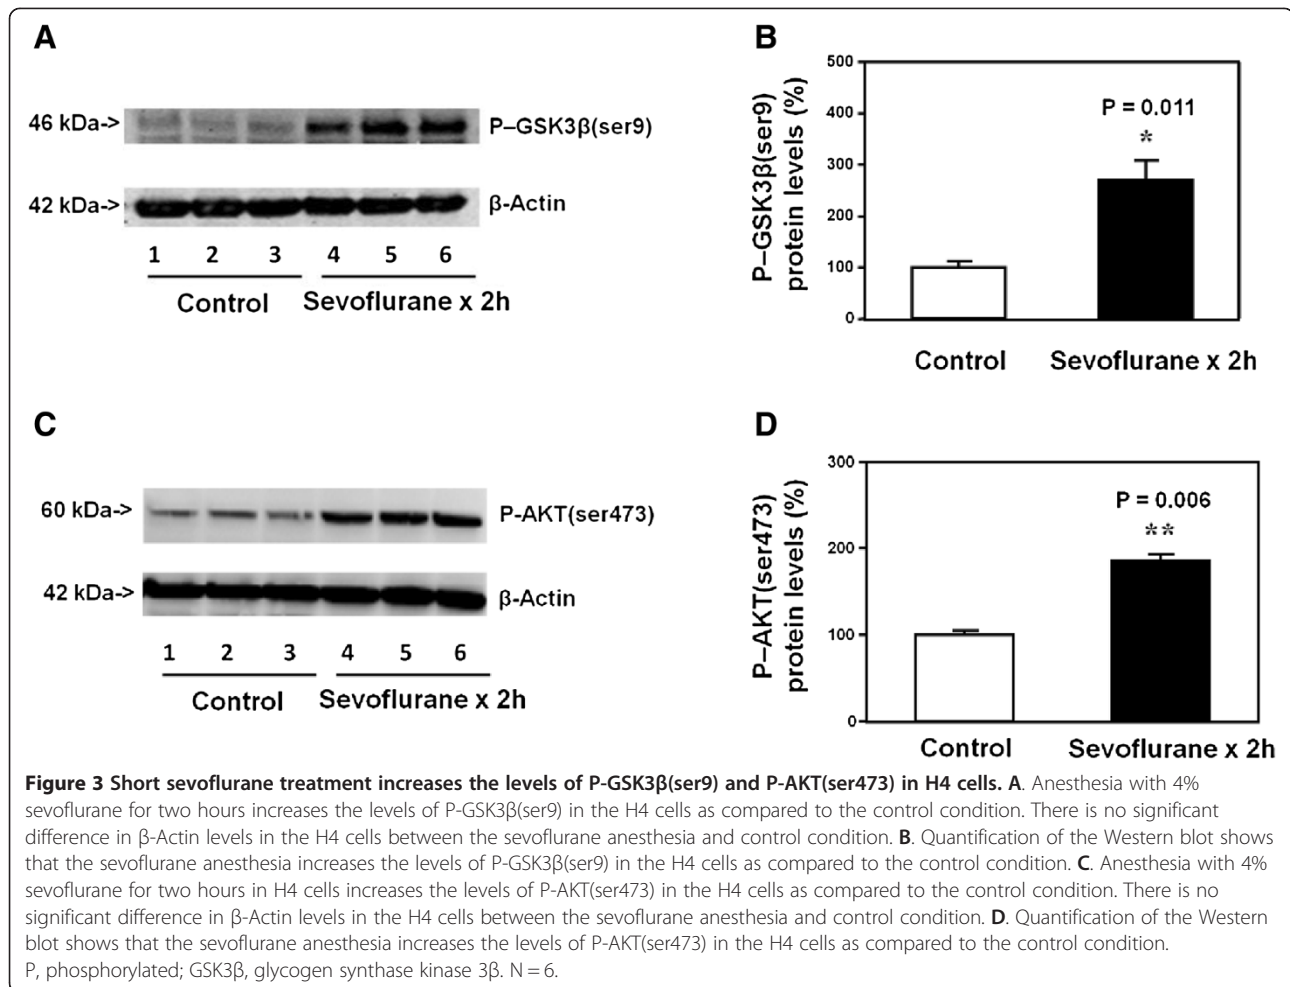 A
46 kDa-> P–GSK3β(ser9)
42 kDa-> β-Actin
1 2 3 4 5 6
Control Sevoflurane x 2h
B
P–GSK3β(ser9)
protein levels (%)
500
400
300
200
100
0
P = 0.011
*
Control Sevoflurane x 2h
C
60 kDa-> P-AKT(ser473)
42 kDa-> β-Actin
1 2 3 4 5 6
Control Sevoflurane x 2h
D
P–AKT(ser473)
protein levels (%)
300
200
100
0
P = 0.006
**
Control Sevoflurane x 2h
Figure 3 Short sevoflurane treatment increases the levels of P-GSK3β(ser9) and P-AKT(ser473) in H4 cells. A. Anesthesia with 4%
sevoflurane for two hours increases the levels of P-GSK3β(ser9) in the H4 cells as compared to the control condition. There is no significant
difference in β-Actin levels in the H4 cells between the sevoflurane anesthesia and control condition. B. Quantification of the Western blot shows
that the sevoflurane anesthesia increases the levels of P-GSK3β(ser9) in the H4 cells as compared to the control condition. C. Anesthesia with 4%
sevoflurane for two hours in H4 cells increases the levels of P-AKT(ser473) in the H4 cells as compared to the control condition. There is no
significant difference in β-Actin levels in the H4 cells between the sevoflurane anesthesia and control condition. D. Quantification of the Western
blot shows that the sevoflurane anesthesia increases the levels of P-AKT(ser473) in the H4 cells as compared to the control condition.
P, phosphorylated; GSK3β, glycogen synthase kinase 3β. N = 6.